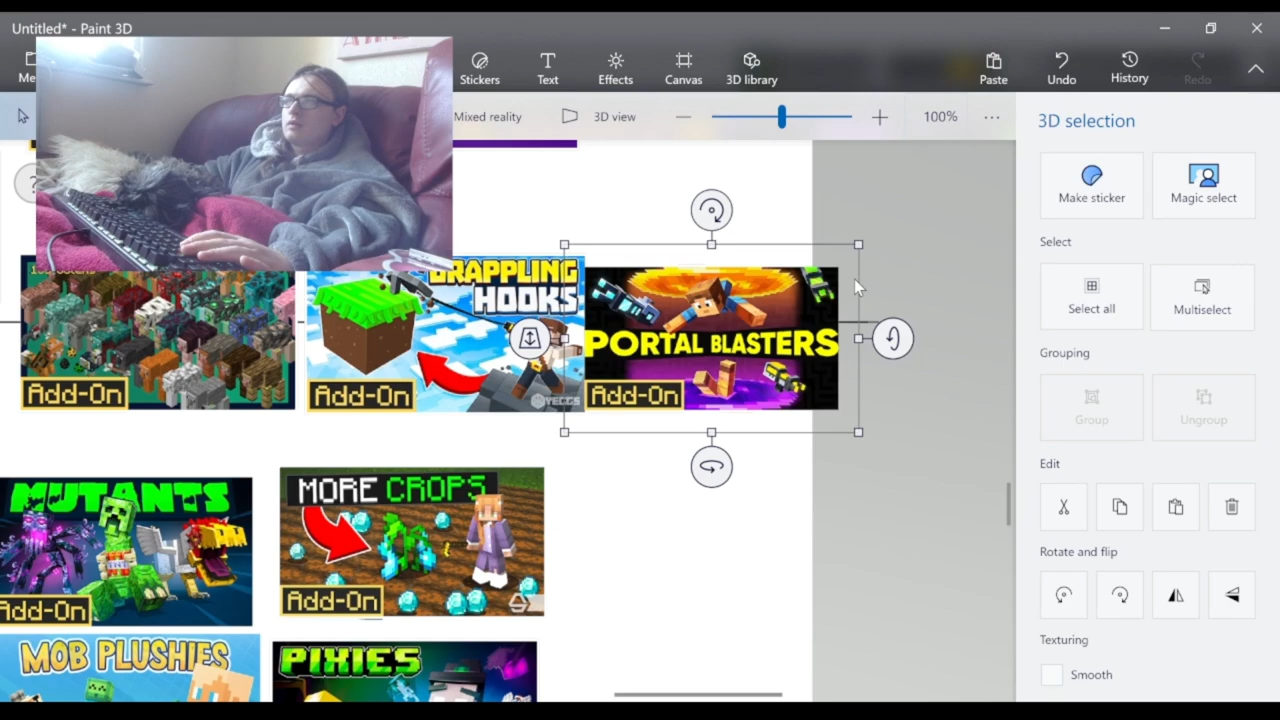 Untitled* - Paint 3D
Me
Stickers
Text
Effects
Canvas
3D library
Paste
Undo
History
Redo
Mixed reality
3D view
100%
3D selection
Make sticker
Magic select
Select
Select all
Multiselect
Grouping
Group
Ungroup
Edit
Rotate and flip
Texturing
Smooth
?
Add-On
GRAPPLING
HOOKS
Add-On
YEGGS
PORTAL BLASTERS
Add-On
MUTANTS
Add-On
MORE CROPS
Add-On
MOB PLUSHIES
PIXIES